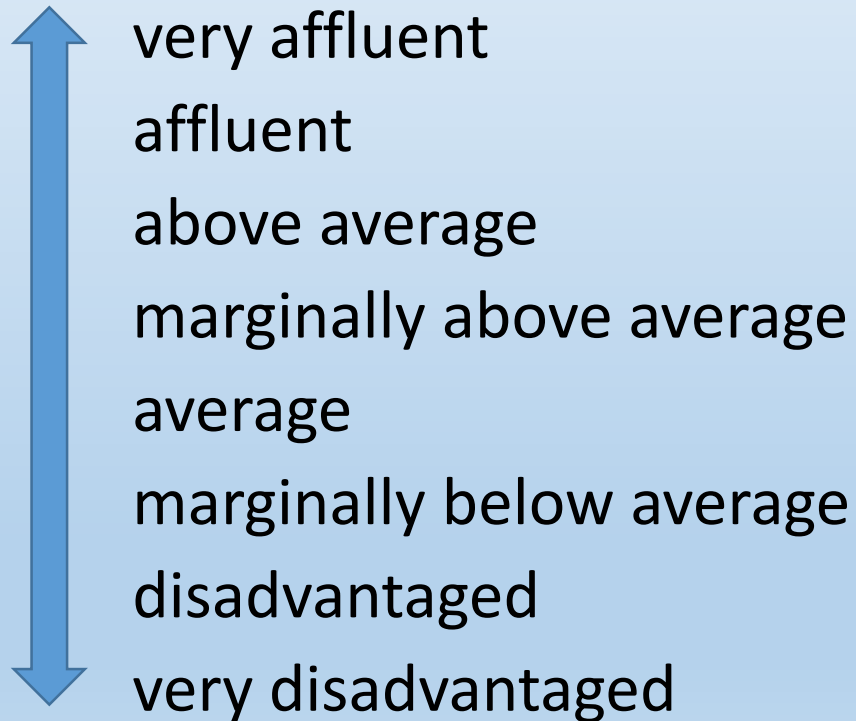 very affluent
affluent
above average
marginally above average
average
marginally below average
disadvantaged
very disadvantaged